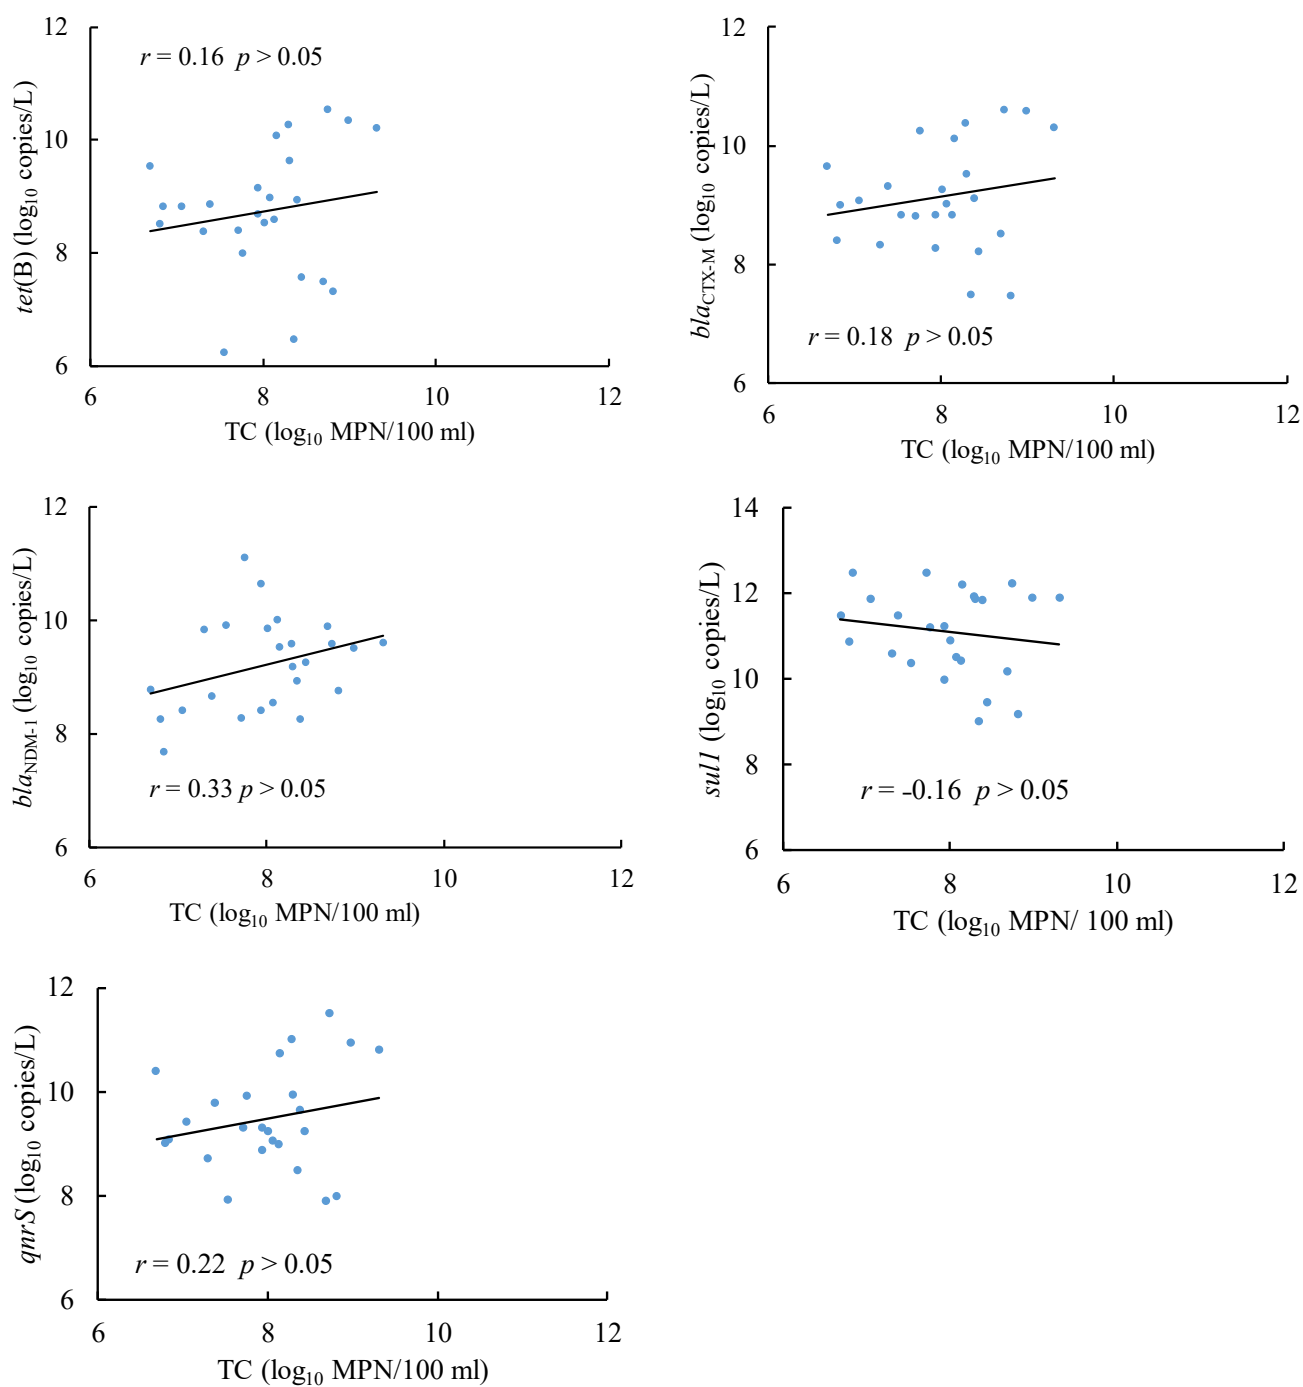 12
10
8
6
tet(B) (log10 copies/L)
r = 0.16 p > 0.05
6 8 10 12
TC (log10 MPN/100 ml)
12
10
8
6
blaCTX-M (log10 copies/L)
r = 0.18 p > 0.05
6 8 10 12
TC (log10 MPN/100 ml)
12
10
8
6
blaNDM-1 (log10 copies/L)
r = 0.33 p > 0.05
6 8 10 12
TC (log10 MPN/100 ml)
14
12
10
8
6
sul1 (log10 copies/L)
r = -0.16 p > 0.05
6 8 10 12
TC (log10 MPN/ 100 ml)
12
10
8
6
qnrS (log10 copies/L)
r = 0.22 p > 0.05
6 8 10 12
TC (log10 MPN/100 ml)